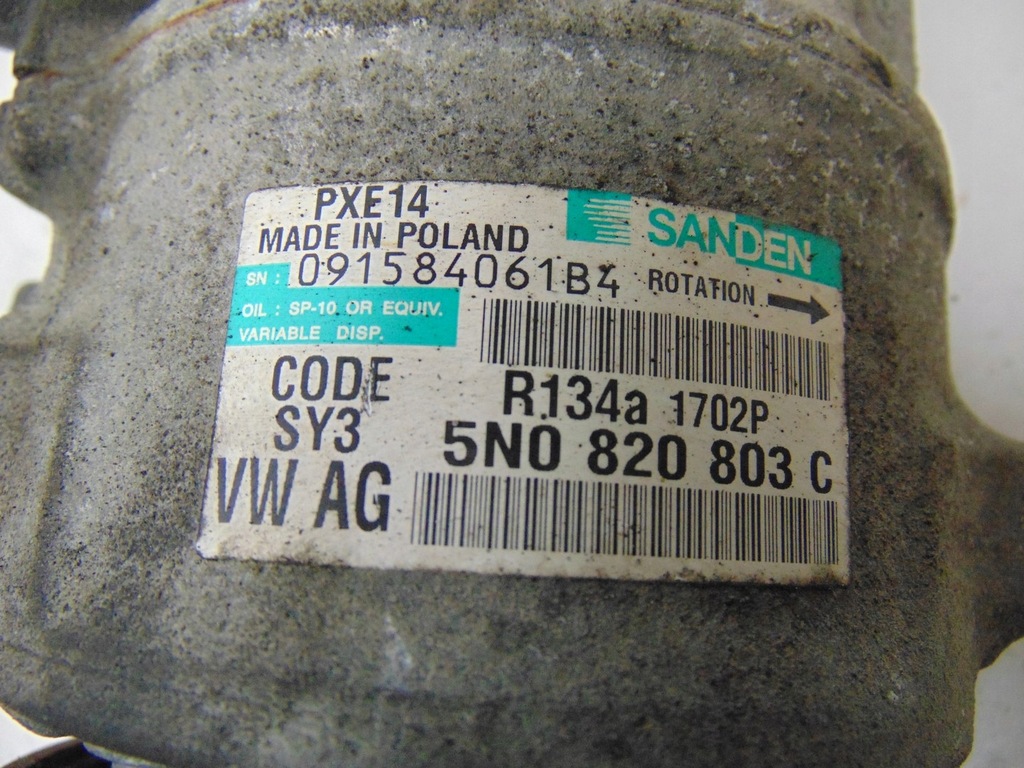 PXE14
SANDEN
MADE IN POLAND
SN : 091584061B4
ROTATION
OIL : SP-10 OR EQUIV.
VARIABLE DISP.
CODE
SY3
R134a 1702P
5N0 820 803 C
VW AG